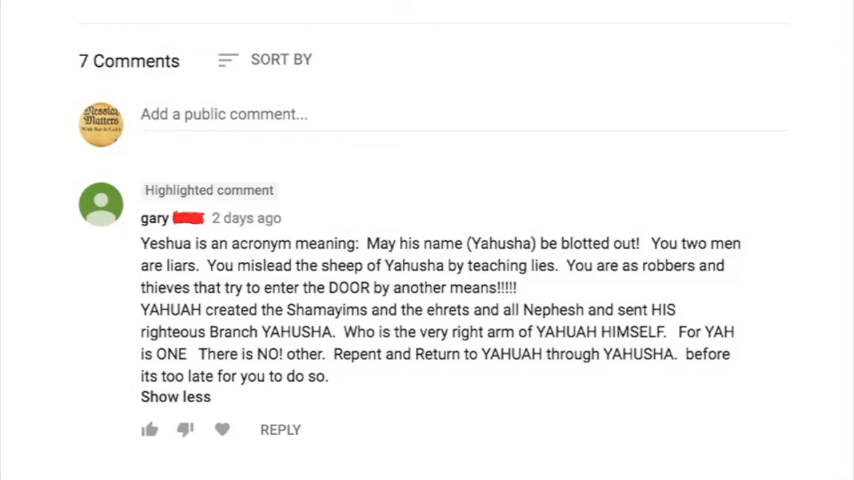 7 Comments
SORT BY
Messiah
Matters
Add a public comment...
Highlighted comment
gary 2 days ago
Yeshua is an acronym meaning: May his name (Yahusha) be blotted out! You two men
are liars. You mislead the sheep of Yahusha by teaching lies. You are as robbers and
thieves that try to enter the DOOR by another means!!!!!
YAHUAH created the Shamayims and the ehrets and all Nephesh and sent HIS
righteous Branch YAHUSHA. Who is the very right arm of YAHUAH HIMSELF. For YAH
is ONE There is NO! other. Repent and Return to YAHUAH through YAHUSHA. before
its too late for you to do so.
Show less
REPLY